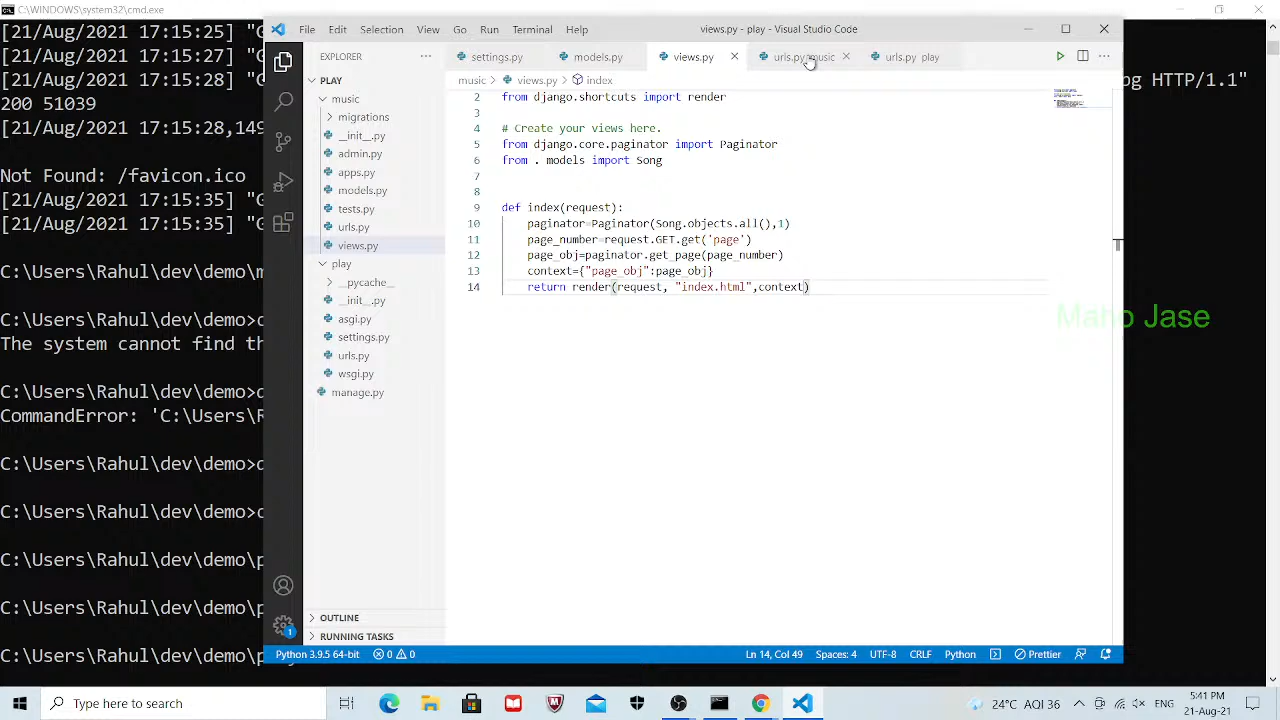 C:\WINDOWS\system32\cmd.exe
[21/Aug/2021 17:15:25] "G
[21/Aug/2021 17:15:27] "G
[21/Aug/2021 17:15:28] "G
og HTTP/1.1"
200 51039
[21/Aug/2021 17:15:28,149
Not Found: /favicon.ico
[21/Aug/2021 17:15:35] "G
[21/Aug/2021 17:15:35] "G
C:\Users\Rahul\dev\demo\m
C:\Users\Rahul\dev\demo>c
The system cannot find th
C:\Users\Rahul\dev\demo>
CommandError: 'C:\Users\R
C:\Users\Rahul\dev\demo>
C:\Users\Rahul\dev\demo>
C:\Users\Rahul\dev\demo\p
C:\Users\Rahul\dev\demo\p
C:\Users\Rahul\dev\demo\p
File Edit Selection View Go Run Terminal Help
views.py - play - Visual Studio Code
EXPLORER
settings.py models.py views.py urls.py music urls.py play
PLAY
music > views.py > index
music
migrations
__init__.py
admin.py
apps.py
models.py
tests.py
urls.py
views.py
play
__pycache__
__init__.py
asgi.py
settings.py
urls.py
wsgi.py
manage.py
OUTLINE
RUNNING TASKS
2 from django.shortcuts import render
3
4 # Create your views here.
5 from django.core.paginator import Paginator
6 from . models import Song
7
8
9 def index(request):
10 paginator=Paginator(Song.objects.all(),1)
11 page_number=request.GET.get('page')
12 page_obj=paginator.get_page(page_number)
13 context={"page_obj":page_obj}
14 return render(request, "index.html",context)
Maho Jase
Python 3.9.5 64-bit 0 0 Ln 14, Col 49 Spaces: 4 UTF-8 CRLF Python Prettier
1
Type here to search
24°C AQI 36
5:41 PM
21-Aug-21